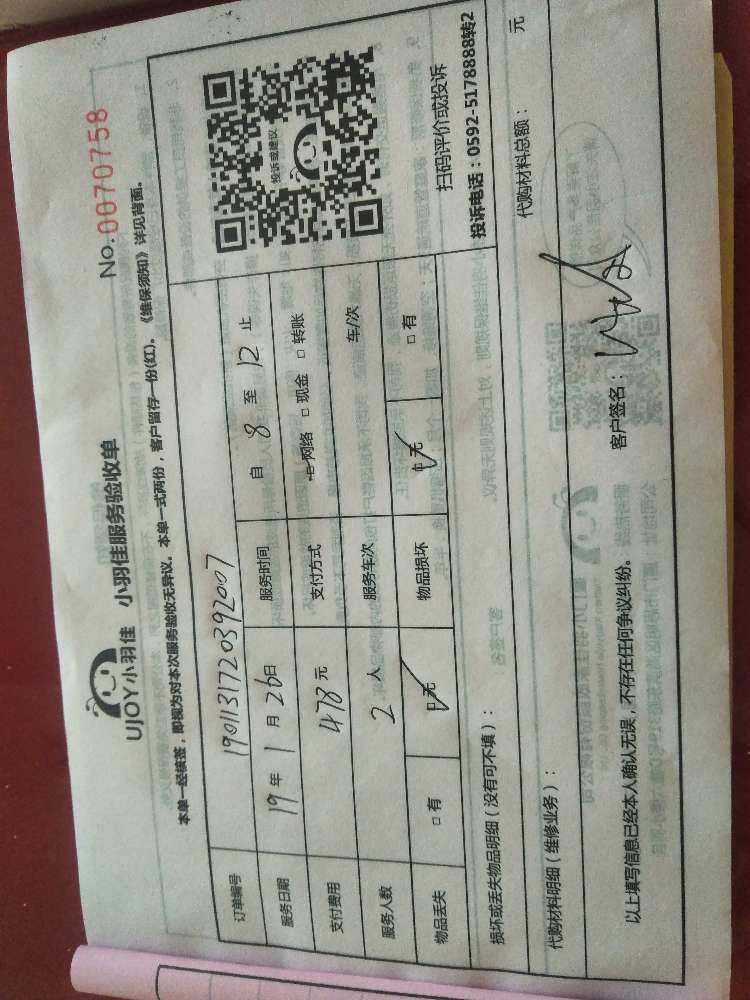 UJOY小羽佳 小羽佳服务验收单
No. 0070758
本单一经核签，即视为对本次服务验收无异议。本单一式两份，客户留存一份(红)。《维保须知》详见背面。
订单编号 1901131720392007
服务日期 19年1月26日 服务时间 自 8 至 12 止
支付费用 478 元 支付方式 网络 □现金 □转账
服务人数 2 人 服务车次 车/次
物品丢失 □有 □无 物品损坏 □无 □有
投诉或建议
扫码评价或投诉
投诉电话：0592-5178888转2
损坏或丢失物品明细（没有可不填）：
代购材料明细（维修业务）： 代购材料总额： 元
以上填写信息已经本人确认无误，不存在任何争议纠纷。 客户签名：